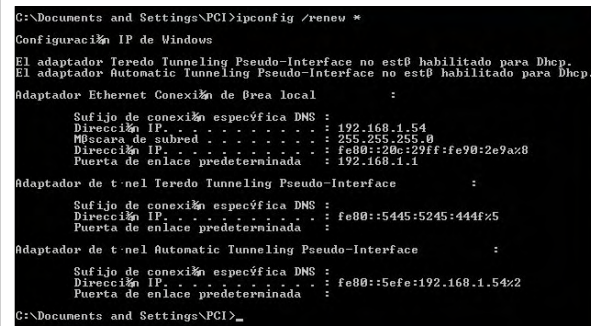 C:\Documents and Settings\PCI>ipconfig /renew *
Configuraci¾n IP de Windows
El adaptador Teredo Tunneling Pseudo-Interface no estß habilitado para Dhcp.
El adaptador Automatic Tunneling Pseudo-Interface no estß habilitado para Dhcp.
Adaptador Ethernet Conexi¾n de ßrea local :
Sufijo de conexi¾n especÝfica DNS :
Direcci¾n IP. . . . . . . . . . . : 192.168.1.54
Mßscara de subred . . . . . . . . : 255.255.255.0
Direcci¾n IP. . . . . . . . . . . : fe80::20c:29ff:fe90:2e9a%8
Puerta de enlace predeterminada : 192.168.1.1
Adaptador de t·nel Teredo Tunneling Pseudo-Interface :
Sufijo de conexi¾n especÝfica DNS :
Direcci¾n IP. . . . . . . . . . . : fe80::5445:5245:444f%5
Puerta de enlace predeterminada :
Adaptador de t·nel Automatic Tunneling Pseudo-Interface :
Sufijo de conexi¾n especÝfica DNS :
Direcci¾n IP. . . . . . . . . . . : fe80::5efe:192.168.1.54%2
Puerta de enlace predeterminada :
C:\Documents and Settings\PCI>_